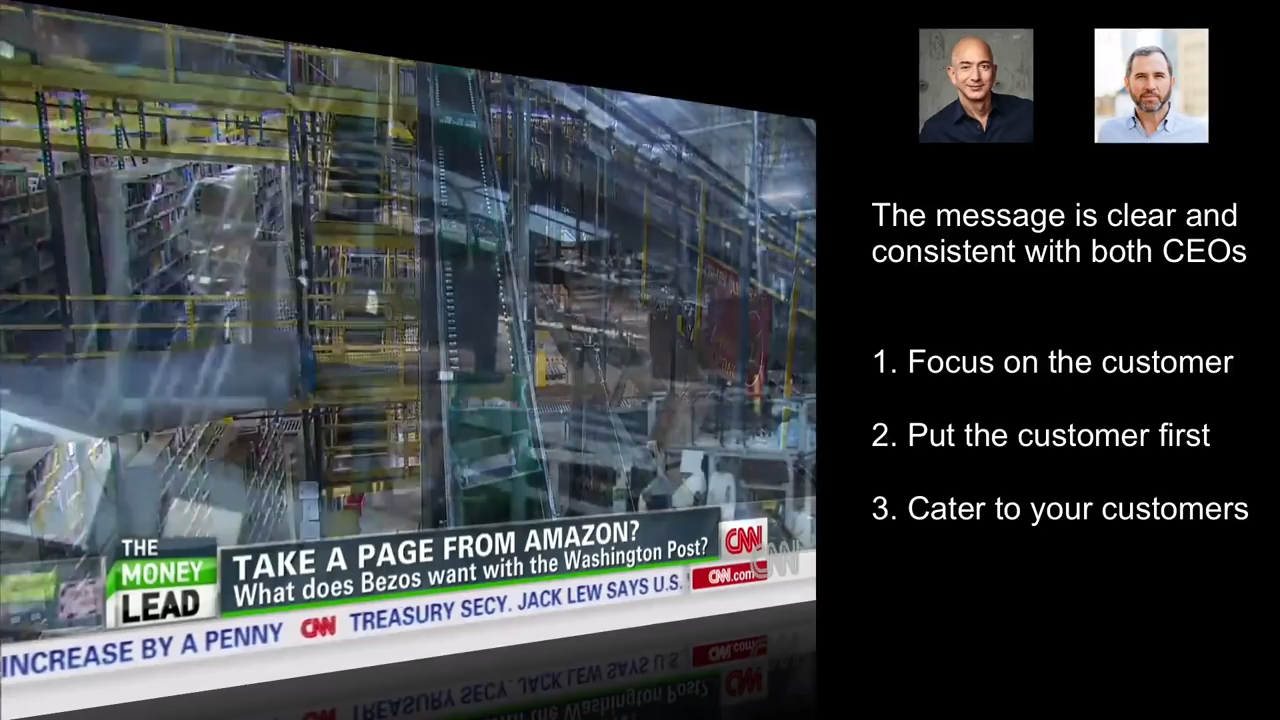 The message is clear and
consistent with both CEOs
1. Focus on the customer
2. Put the customer first
3. Cater to your customers
THE
MONEY
LEAD
TAKE A PAGE FROM AMAZON?
What does Bezos want with the Washington Post?
CNN
CNN.com
CNN
INCREASE BY A PENNY CNN TREASURY SECY. JACK LEW SAYS U.S.